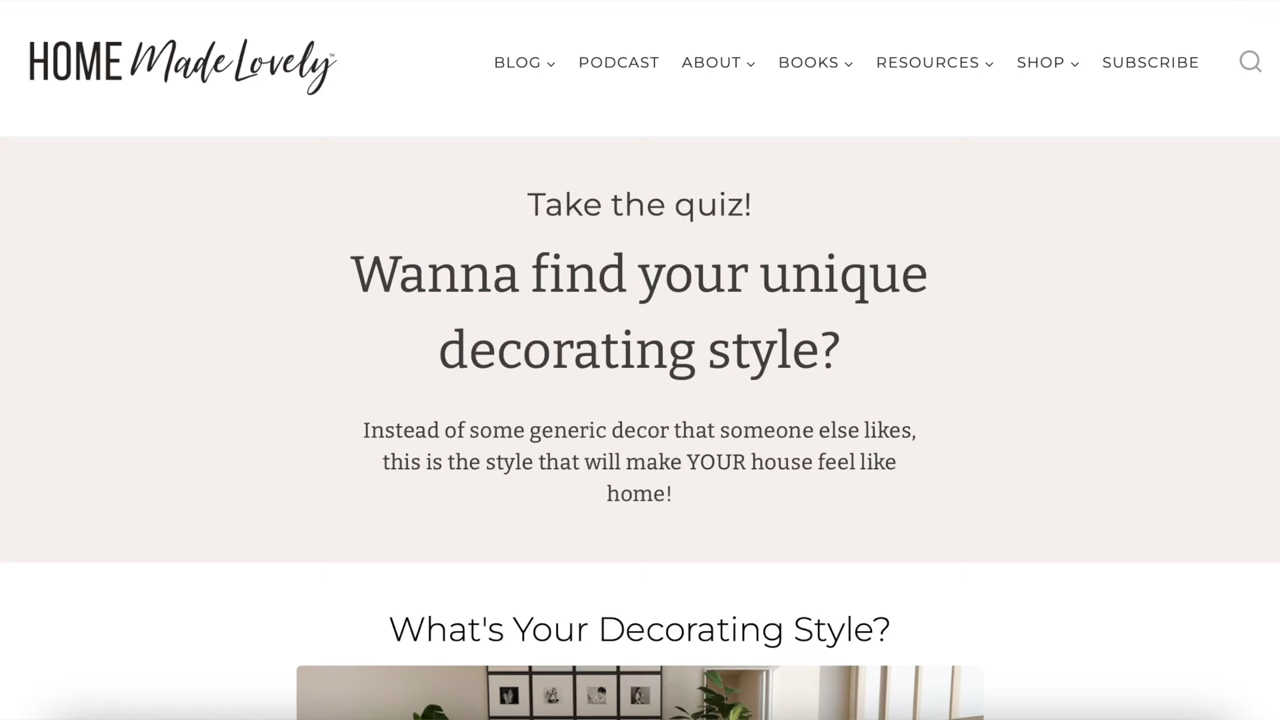 HOME Made Lovely™
BLOG
PODCAST
ABOUT
BOOKS
RESOURCES
SHOP
SUBSCRIBE
Take the quiz!
Wanna find your unique
decorating style?
Instead of some generic decor that someone else likes,
this is the style that will make YOUR house feel like
home!
What's Your Decorating Style?